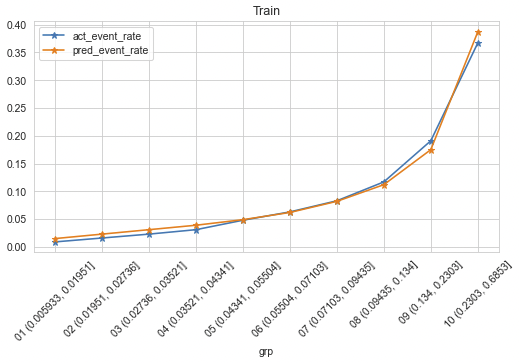 Train
act_event_rate
pred_event_rate
0.40
0.35
0.30
0.25
0.20
0.15
0.10
0.05
0.00
01 (0.005933, 0.01951]
02 (0.01951, 0.02736]
03 (0.02736, 0.03521]
04 (0.03521, 0.04341]
05 (0.04341, 0.05504]
06 (0.05504, 0.07103]
07 (0.07103, 0.09435]
08 (0.09435, 0.134]
09 (0.134, 0.2303]
10 (0.2303, 0.6853]
grp